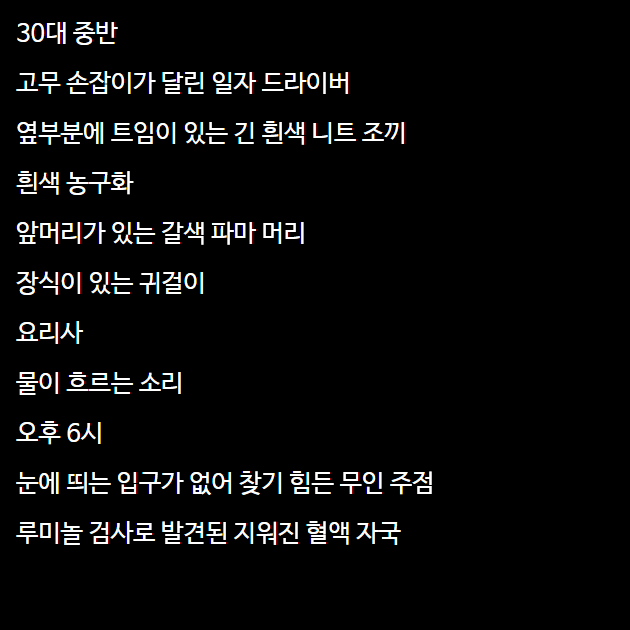 30대 중반
고무 손잡이가 달린 일자 드라이버
옆부분에 트임이 있는 긴 흰색 니트 조끼
흰색 농구화
앞머리가 있는 갈색 파마 머리
장식이 있는 귀걸이
요리사
물이 흐르는 소리
오후 6시
눈에 띄는 입구가 없어 찾기 힘든 무인 주점
루미놀 검사로 발견된 지워진 혈액 자국